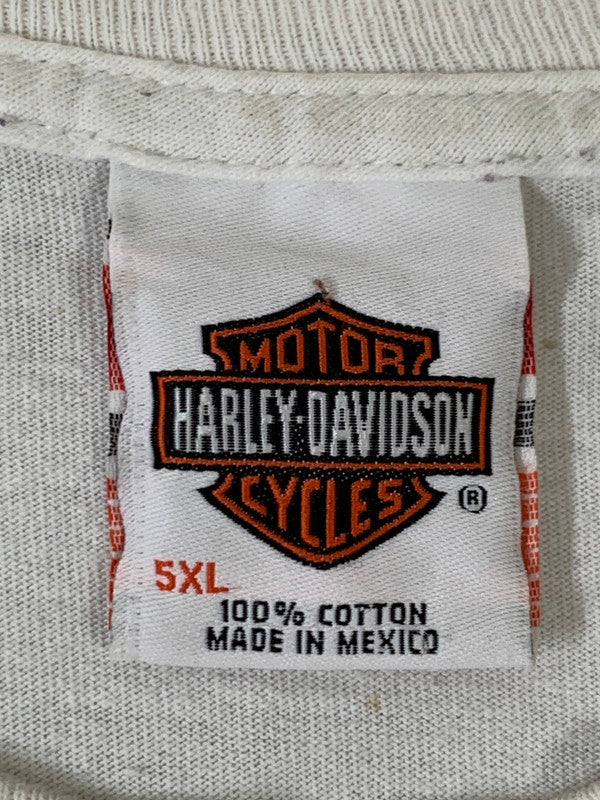 MOTOR
HARLEY-DAVIDSON
CYCLES
®
5XL
100% COTTON
MADE IN MEXICO